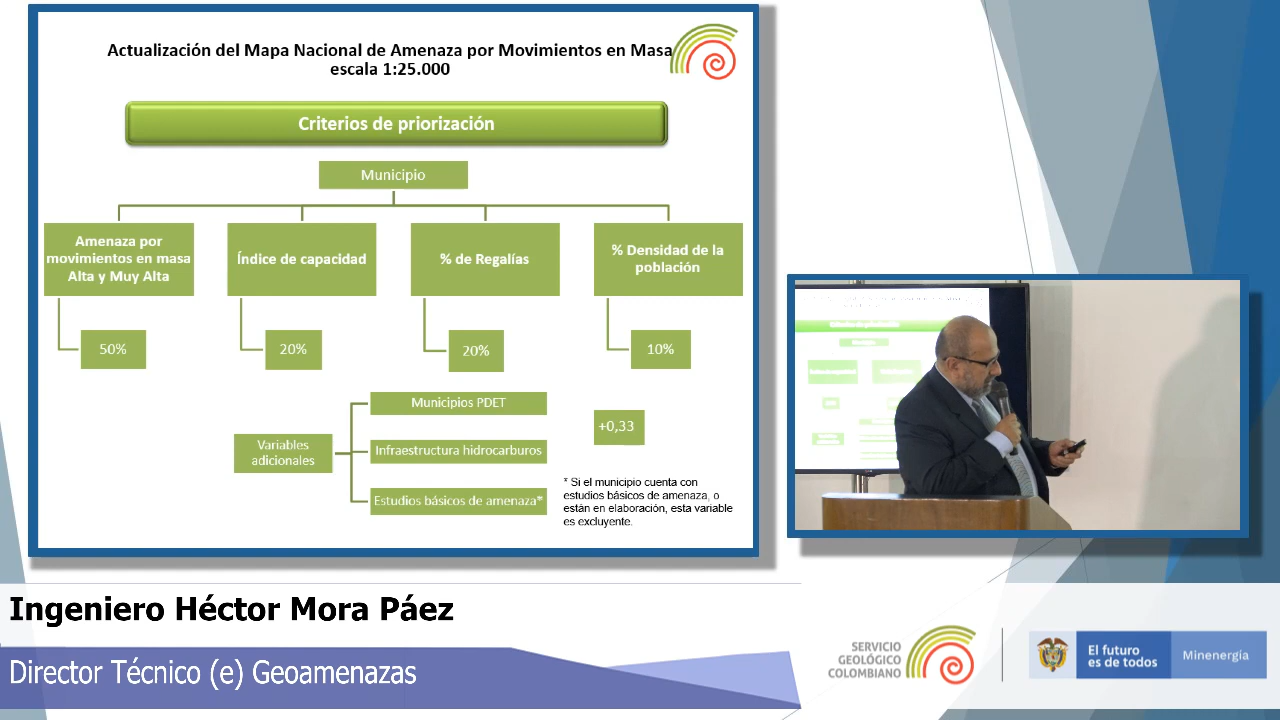 Actualización del Mapa Nacional de Amenaza por Movimientos en Masa
escala 1:25.000
Criterios de priorización
Municipio
Amenaza por
movimientos en masa
Alta y Muy Alta
Índice de capacidad
% de Regalías
% Densidad de la
población
50%
20%
20%
10%
Variables
adicionales
Municipios PDET
Infraestructura hidrocarburos
Estudios básicos de amenaza*
+0,33
* Si el municipio cuenta con
estudios básicos de amenaza, o
están en elaboración, esta variable
es excluyente.
Ingeniero Héctor Mora Páez
Director Técnico (e) Geoamenazas
SERVICIO
GEOLÓGICO
COLOMBIANO
El futuro
es de todos
Minenergía